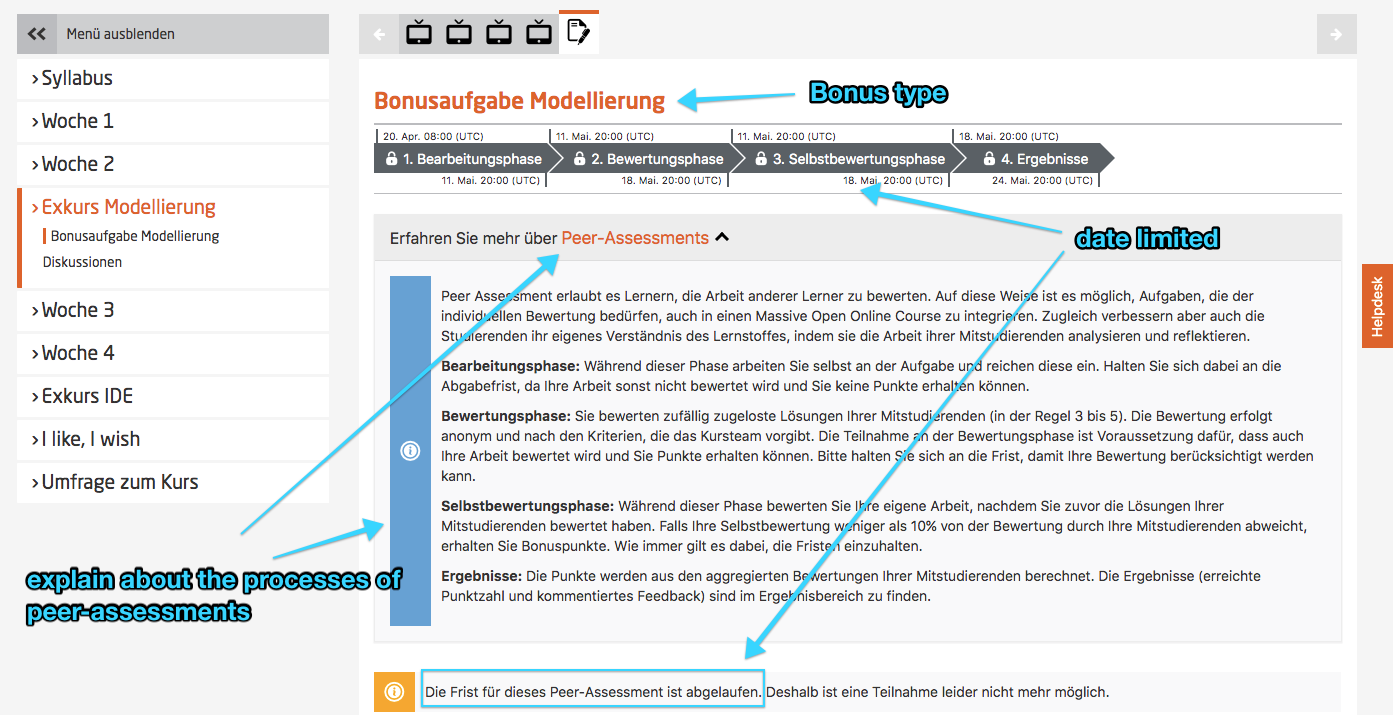 Menü ausblenden
Syllabus
Woche 1
Woche 2
Exkurs Modellierung
Bonusaufgabe Modellierung
Diskussionen
Woche 3
Woche 4
Exkurs IDE
I like, I wish
Umfrage zum Kurs
Bonusaufgabe Modellierung
Bonus type
20. Apr. 08:00 (UTC)
11. Mai. 20:00 (UTC)
11. Mai. 20:00 (UTC)
18. Mai. 20:00 (UTC)
1. Bearbeitungsphase
2. Bewertungsphase
3. Selbstbewertungsphase
4. Ergebnisse
11. Mai. 20:00 (UTC)
18. Mai. 20:00 (UTC)
18. Mai. 20:00 (UTC)
24. Mai. 20:00 (UTC)
date limited
Erfahren Sie mehr über Peer-Assessments
Peer Assessment erlaubt es Lernern, die Arbeit anderer Lerner zu bewerten. Auf diese Weise ist es möglich, Aufgaben, die der
individuellen Bewertung bedürfen, auch in einen Massive Open Online Course zu integrieren. Zugleich verbessern aber auch die
Studierenden ihr eigenes Verständnis des Lernstoffes, indem sie die Arbeit ihrer Mitstudierenden analysieren und reflektieren.
Bearbeitungsphase: Während dieser Phase arbeiten Sie selbst an der Aufgabe und reichen diese ein. Halten Sie sich dabei an die
Abgabefrist, da Ihre Arbeit sonst nicht bewertet wird und Sie keine Punkte erhalten können.
Bewertungsphase: Sie bewerten zufällig zugeloste Lösungen Ihrer Mitstudierenden (in der Regel 3 bis 5). Die Bewertung erfolgt
anonym und nach den Kriterien, die das Kursteam vorgibt. Die Teilnahme an der Bewertungsphase ist Voraussetzung dafür, dass auch
Ihre Arbeit bewertet wird und Sie Punkte erhalten können. Bitte halten Sie sich an die Frist, damit Ihre Bewertung berücksichtigt werden
kann.
Selbstbewertungsphase: Während dieser Phase bewerten Sie Ihre eigene Arbeit, nachdem Sie zuvor die Lösungen Ihrer
Mitstudierenden bewertet haben. Falls Ihre Selbstbewertung weniger als 10% von der Bewertung durch Ihre Mitstudierenden abweicht,
erhalten Sie Bonuspunkte. Wie immer gilt es dabei, die Fristen einzuhalten.
Ergebnisse: Die Punkte werden aus den aggregierten Bewertungen Ihrer Mitstudierenden berechnet. Die Ergebnisse (erreichte
Punktzahl und kommentiertes Feedback) sind im Ergebnisbereich zu finden.
explain about the processes of
peer-assessments
Die Frist für dieses Peer-Assessment ist abgelaufen. Deshalb ist eine Teilnahme leider nicht mehr möglich.
Helpdesk